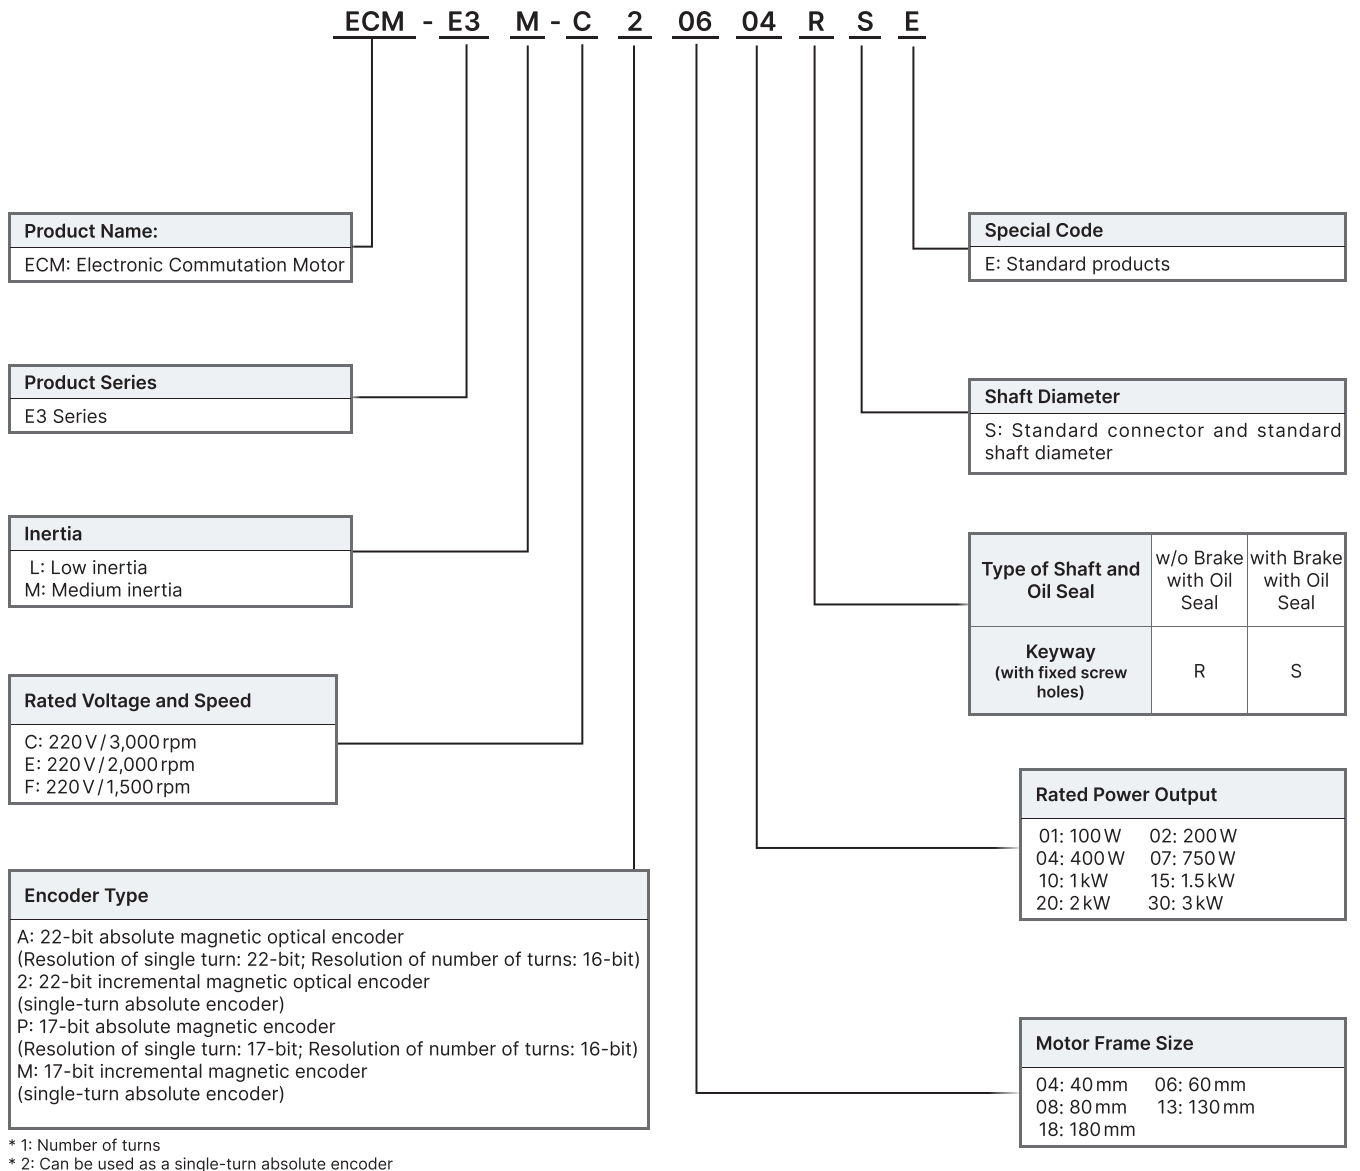 ECM - E3 M - C 2 06 04 R S E
Product Name:
ECM: Electronic Commutation Motor
Product Series
E3 Series
Inertia
L: Low inertia
M: Medium inertia
Rated Voltage and Speed
C: 220 V / 3,000 rpm
E: 220 V / 2,000 rpm
F: 220 V / 1,500 rpm
Encoder Type
A: 22-bit absolute magnetic optical encoder
(Resolution of single turn: 22-bit; Resolution of number of turns: 16-bit)
2: 22-bit incremental magnetic optical encoder
(single-turn absolute encoder)
P: 17-bit absolute magnetic encoder
(Resolution of single turn: 17-bit; Resolution of number of turns: 16-bit)
M: 17-bit incremental magnetic encoder
(single-turn absolute encoder)
* 1: Number of turns
* 2: Can be used as a single-turn absolute encoder
Special Code
E: Standard products
Shaft Diameter
S: Standard connector and standard
shaft diameter
Type of Shaft and
Oil Seal
w/o Brake
with Oil
Seal
with Brake
with Oil
Seal
Keyway
(with fixed screw
holes)
R
S
Rated Power Output
01: 100 W 02: 200 W
04: 400 W 07: 750 W
10: 1 kW 15: 1.5 kW
20: 2 kW 30: 3 kW
Motor Frame Size
04: 40 mm 06: 60 mm
08: 80 mm 13: 130 mm
18: 180 mm